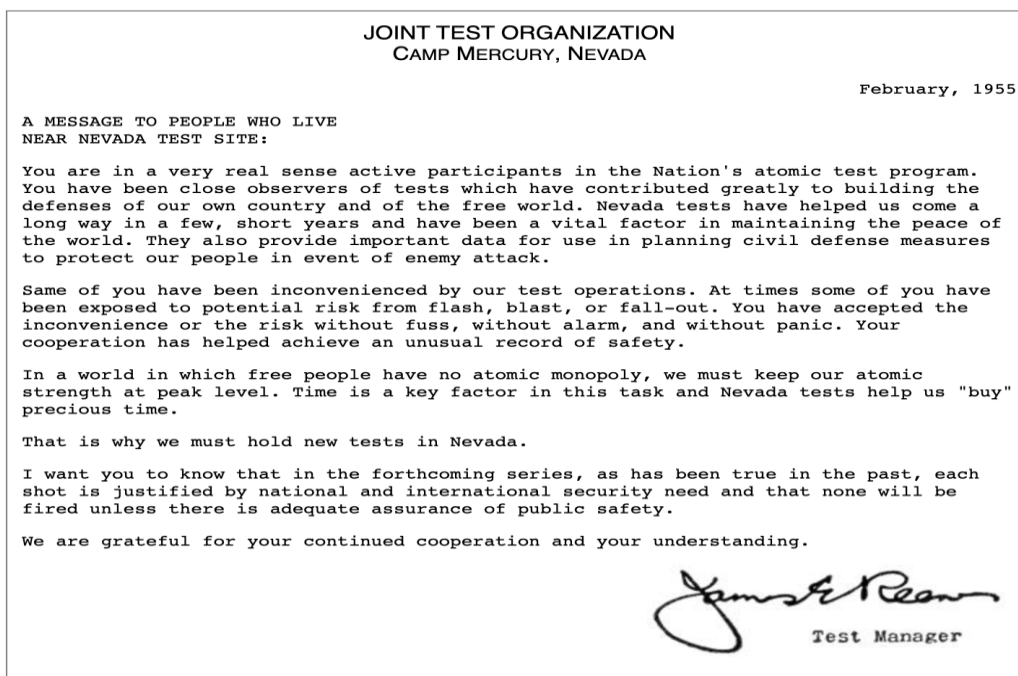 JOINT TEST ORGANIZATION
CAMP MERCURY, NEVADA
February, 1955
A MESSAGE TO PEOPLE WHO LIVE
NEAR NEVADA TEST SITE:
You are in a very real sense active participants in the Nation's atomic test program.
You have been close observers of tests which have contributed greatly to building the
defenses of our own country and of the free world. Nevada tests have helped us come a
long way in a few, short years and have been a vital factor in maintaining the peace of
the world. They also provide important data for use in planning civil defense measures
to protect our people in event of enemy attack.
Same of you have been inconvenienced by our test operations. At times some of you have
been exposed to potential risk from flash, blast, or fall-out. You have accepted the
inconvenience or the risk without fuss, without alarm, and without panic. Your
cooperation has helped achieve an unusual record of safety.
In a world in which free people have no atomic monopoly, we must keep our atomic
strength at peak level. Time is a key factor in this task and Nevada tests help us "buy"
precious time.
That is why we must hold new tests in Nevada.
I want you to know that in the forthcoming series, as has been true in the past, each
shot is justified by national and international security need and that none will be
fired unless there is adequate assurance of public safety.
We are grateful for your continued cooperation and your understanding.
James E Reeves
Test Manager